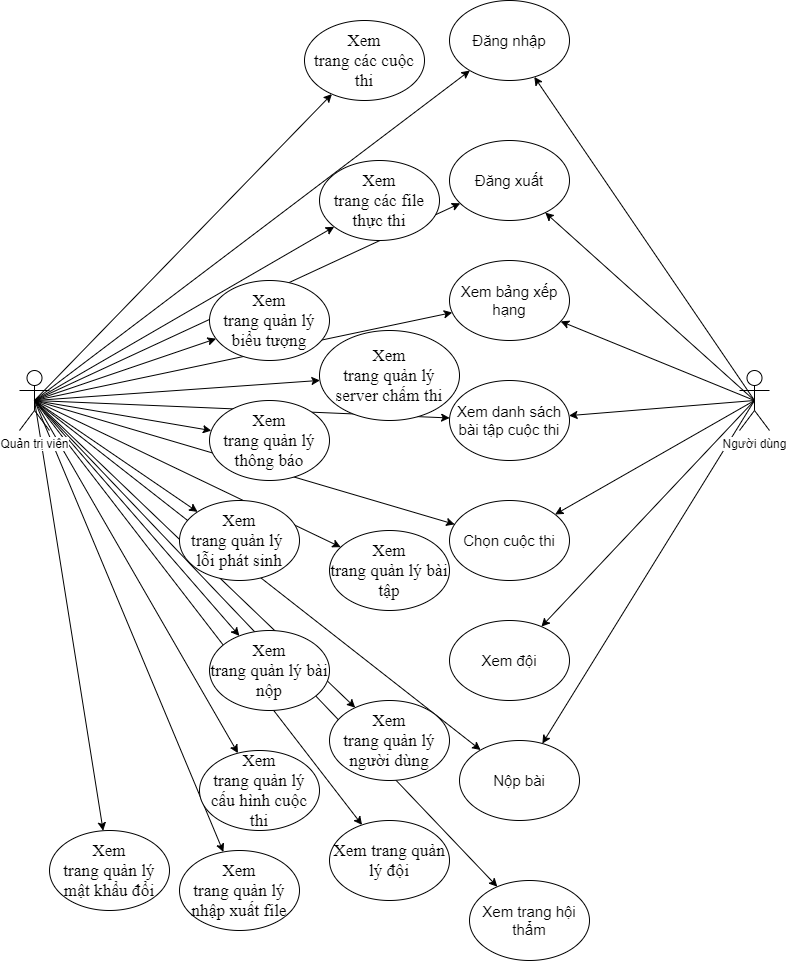 Xem
trang các cuộc
thi
Đăng nhập
Xem
trang các file
thực thi
Đăng xuất
Xem
trang quản lý
biểu tượng
Xem bảng xếp
hạng
Xem
trang quản lý
server chấm thi
Xem danh sách
bài tập cuộc thi
Quản trị viên
Người dùng
Xem
trang quản lý
thông báo
Xem
trang quản lý
lỗi phát sinh
Xem
trang quản lý bài
tập
Chọn cuộc thi
Xem
trang quản lý bài
nộp
Xem đội
Xem
trang quản lý
người dùng
Xem
trang quản lý
cấu hình cuộc
thi
Nộp bài
Xem
trang quản lý
mật khẩu đổi
Xem
trang quản lý
nhập xuất file
Xem trang quản
lý đội
Xem trang hội
thẩm